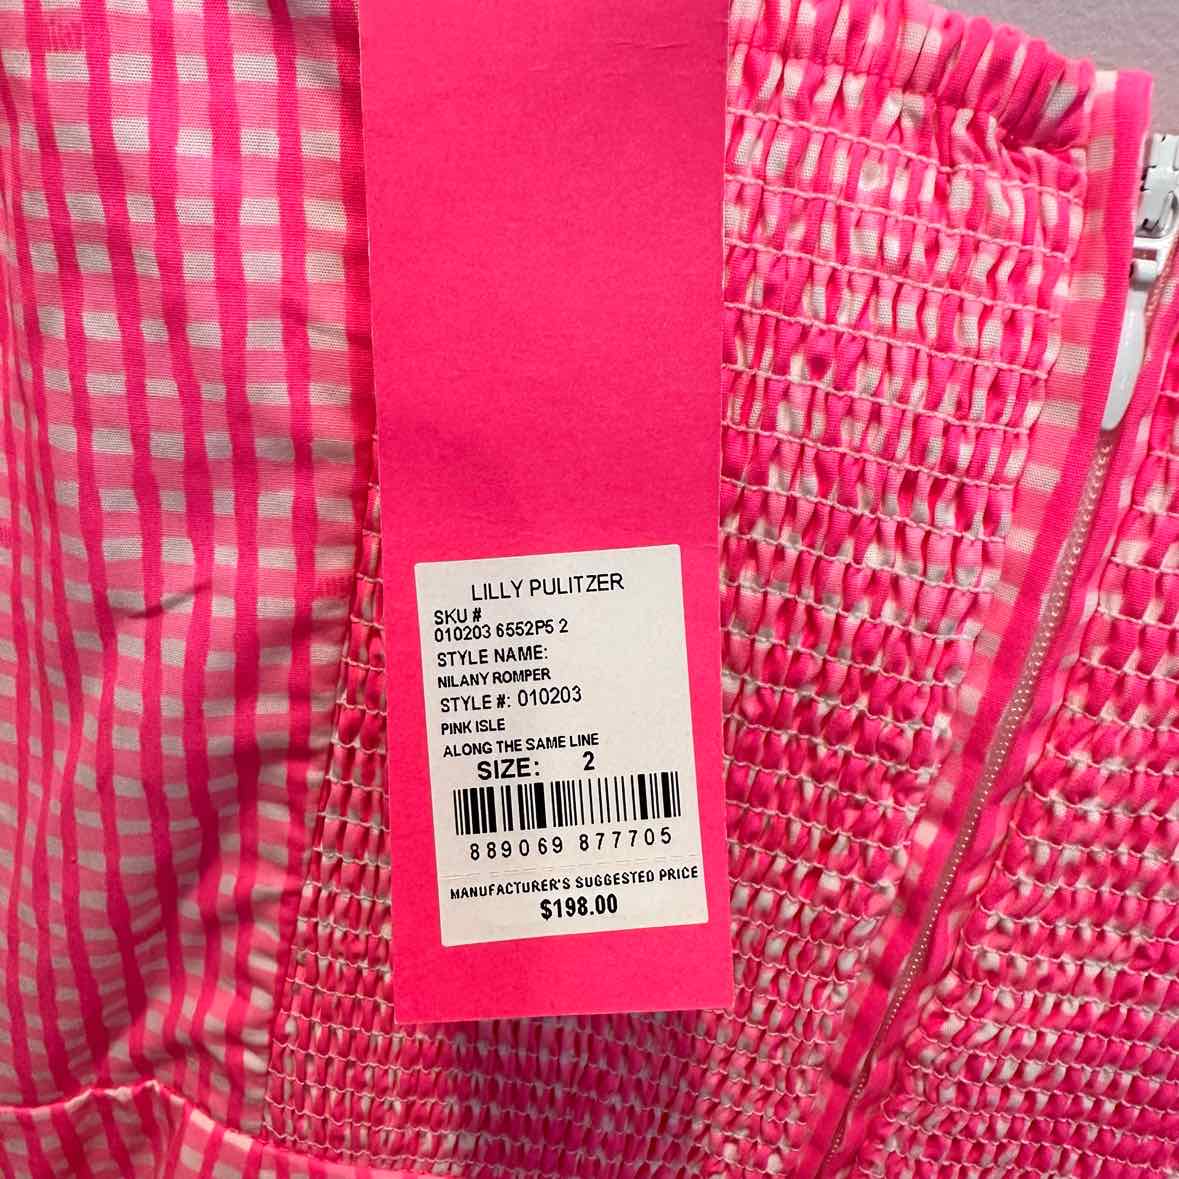 LILLY PULITZER
SKU #
010203 6552P5 2
STYLE NAME:
NILANY ROMPER
STYLE #: 010203
PINK ISLE
ALONG THE SAME LINE
SIZE: 2
889069 877705
MANUFACTURER'S SUGGESTED PRICE
$198.00